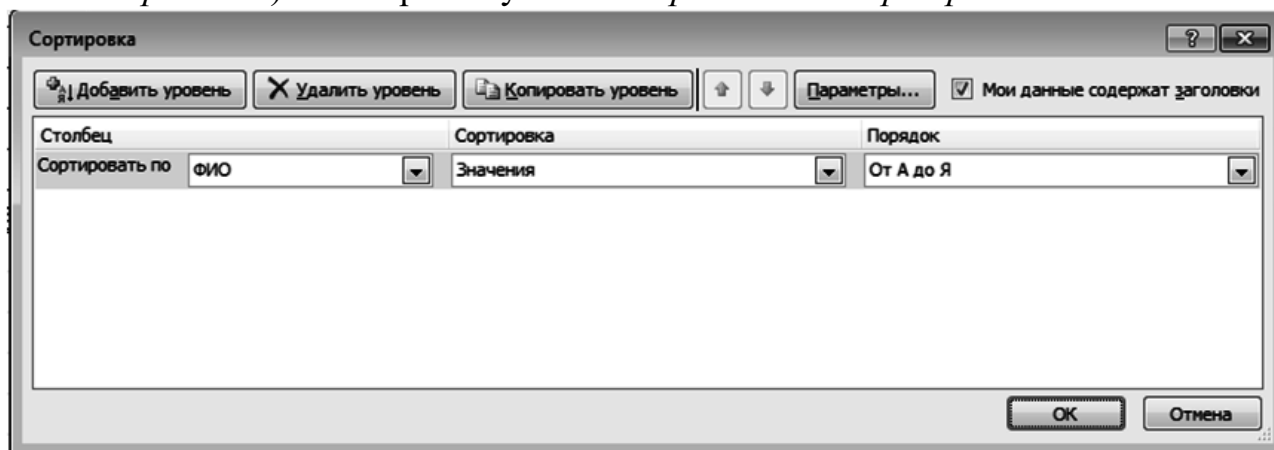 Сортировка
Добавить уровень Удалить уровень Копировать уровень Параметры... Мои данные содержат заголовки
Столбец Сортировка Порядок
Сортировать по ФИО Значения От А до Я
ОК Отмена